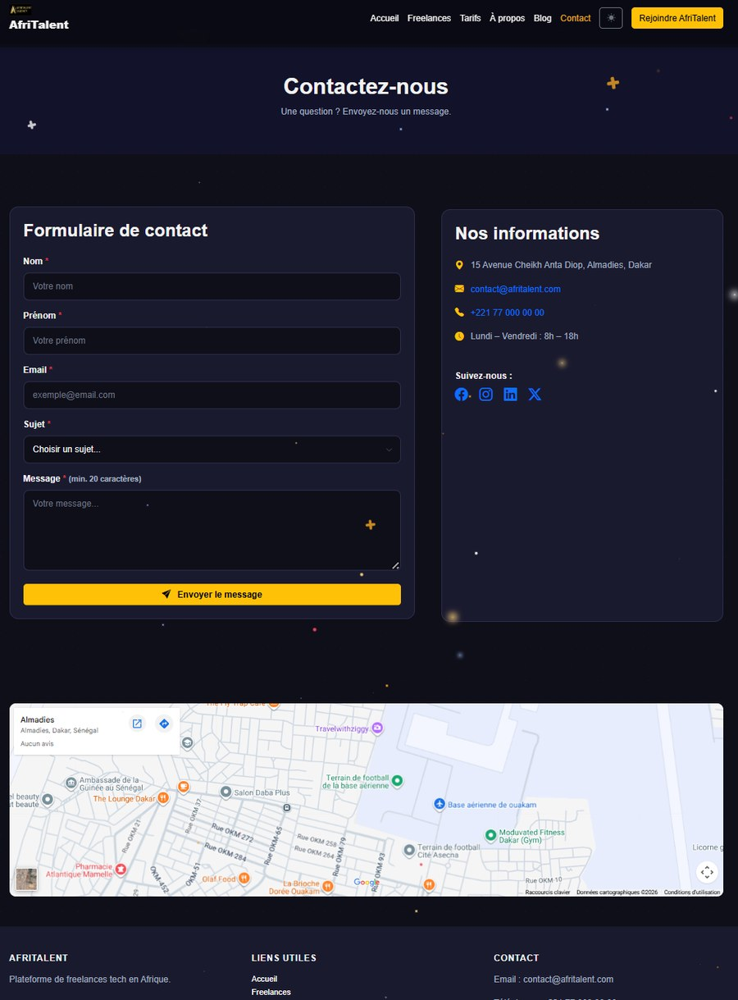 AfriTalent
Accueil Freelances Tarifs À propos Blog Contact Rejoindre AfriTalent
Contactez-nous
Une question ? Envoyez-nous un message.
Formulaire de contact
Nom *
Votre nom
Prénom *
Votre prénom
Email *
exemple@email.com
Sujet *
Choisir un sujet...
Message * (min. 20 caractères)
Votre message...
Envoyer le message
Nos informations
15 Avenue Cheikh Anta Diop, Almadies, Dakar
contact@afritalent.com
+221 77 000 00 00
Lundi – Vendredi : 8h – 18h
Suivez-nous :
Almadies
Almadies, Dakar, Sénégal
Aucun avis
The Fly Trap Café
Travelwithziggy
Ambassade de la
Guinée au Sénégal
el beauty
t beauté
The Lounge Dakar
Salon Daba Plus
Terrain de football
de la base aérienne
Base aérienne de ouakam
Moduvated Fitness
Dakar (Gym)
Terrain de football
Cité Asecna
Licorne g
Rue OKM 21
Rue OKM-37
Rue OKM 272
Rue OKM 284
Rue OKM-65
Rue OKM 258
Rue OKM 264
Rue OKM-79
Rue OKM-93
OKM-452
OKM-51
29
Rue OKM 10
Pharmacie
Atlantique Mamelle
Olaf Food
La Brioche
Dorée Ouakam
Google
Raccourcis clavier Données cartographiques ©2026 Conditions d'utilisation
AFRITALENT
Plateforme de freelances tech en Afrique.
LIENS UTILES
Accueil
Freelances
CONTACT
Email : contact@afritalent.com